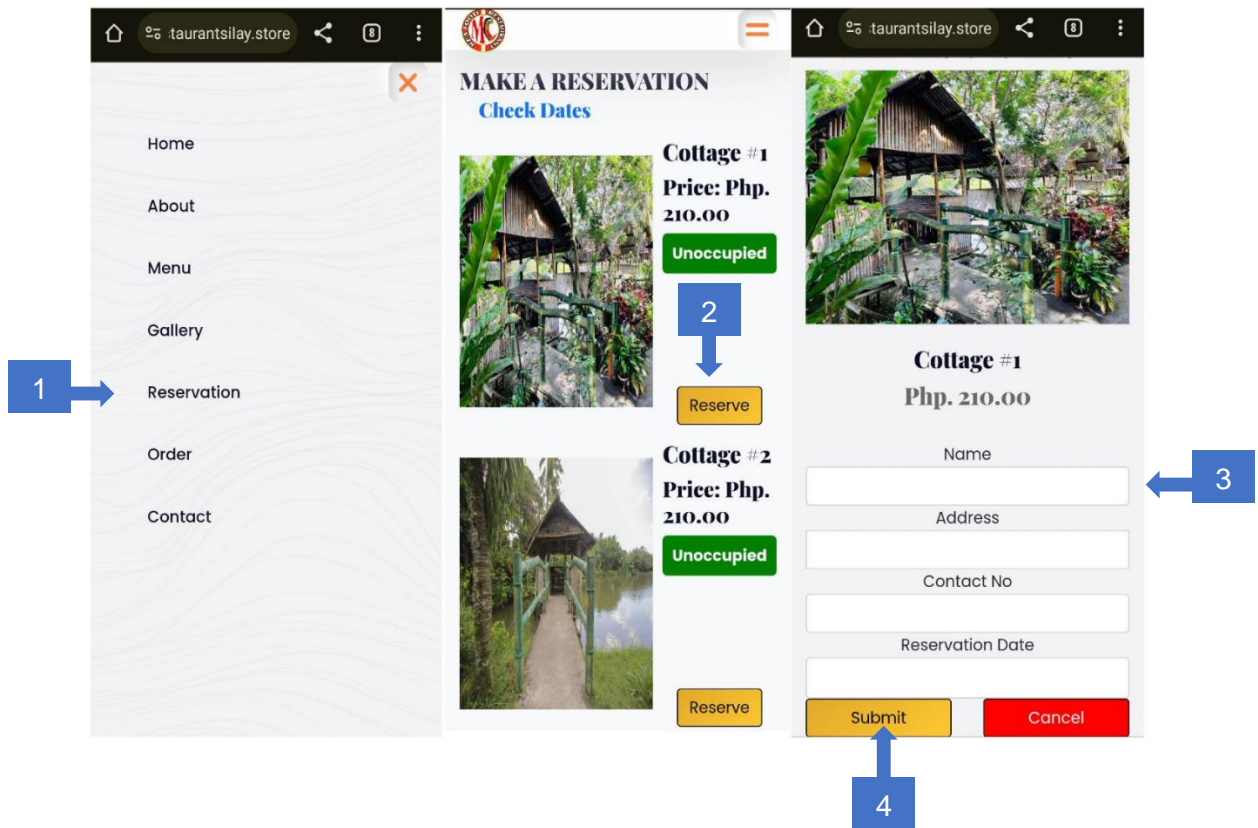 :taurantsilay.store
8
Home
About
Menu
Gallery
1
Reservation
Order
Contact
MC
MAKE A RESERVATION
Check Dates
Cottage #1
Price: Php.
210.00
Unoccupied
2
Reserve
Cottage #2
Price: Php.
210.00
Unoccupied
Reserve
:taurantsilay.store
8
Cottage #1
Php. 210.00
Name
3
Address
Contact No
Reservation Date
Submit
Cancel
4